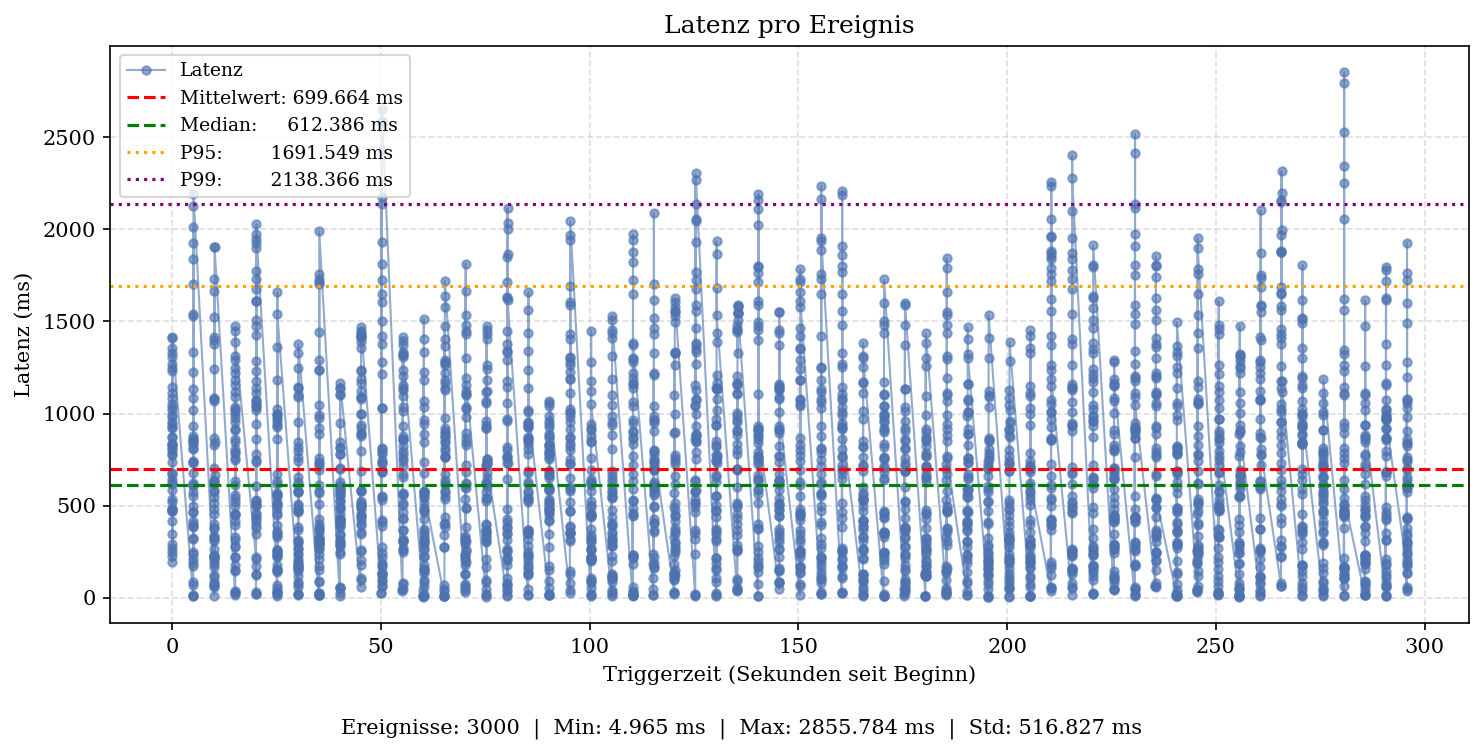 Latenz pro Ereignis
Latenz
Mittelwert: 699.664 ms
Median: 612.386 ms
P95: 1691.549 ms
P99: 2138.366 ms
Latenz (ms)
2500
2000
1500
1000
500
0
0 50 100 150 200 250 300
Triggerzeit (Sekunden seit Beginn)
Ereignisse: 3000 | Min: 4.965 ms | Max: 2855.784 ms | Std: 516.827 ms